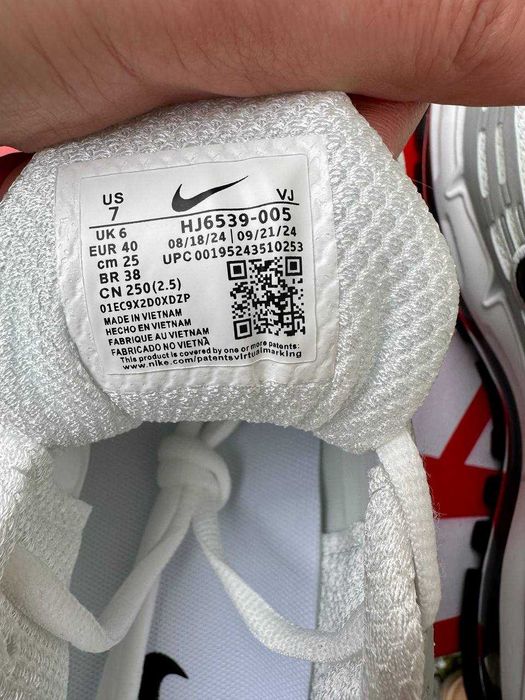 US
7
VJ
UK 6
HJ6539-005
EUR 40
08/18/24 | 09/21/24
cm 25
UPC 00195243510253
BR 38
CN 250(2.5)
01EC9X2D0XDZP
MADE IN VIETNAM
HECHO EN VIETNAM
FABRIQUE AU VIETNAM
FABRICADO NO VIETNÃ
This product is covered by one or more patents:
www.nike.com/patentsvirtualmarking